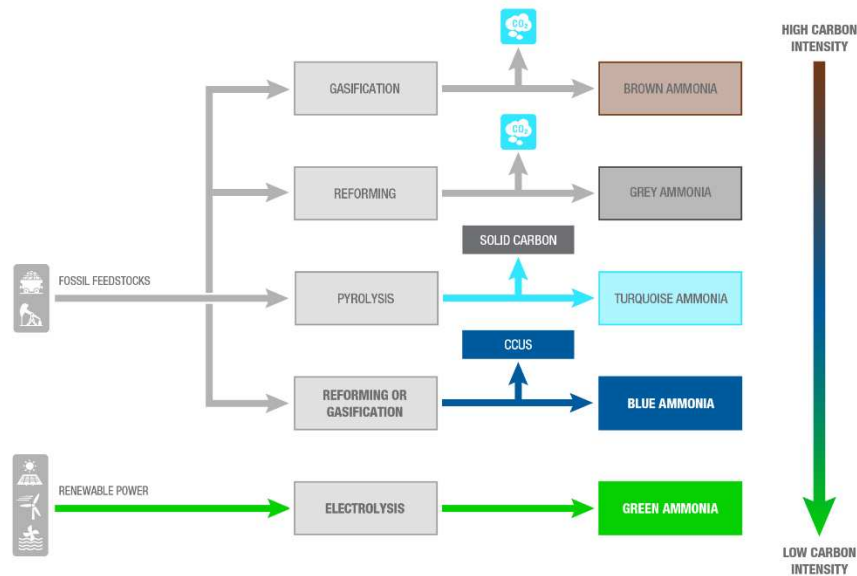 HIGH CARBON
INTENSITY
CO₂
GASIFICATION
BROWN AMMONIA
CO₂
REFORMING
GREY AMMONIA
SOLID CARBON
FOSSIL FEEDSTOCKS
PYROLYSIS
TURQUOISE AMMONIA
CCUS
REFORMING OR
GASIFICATION
BLUE AMMONIA
RENEWABLE POWER
ELECTROLYSIS
GREEN AMMONIA
LOW CARBON
INTENSITY